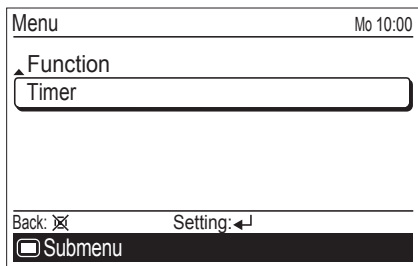 Menu Mo 10:00
Function
Timer
Back: Setting:
Submenu